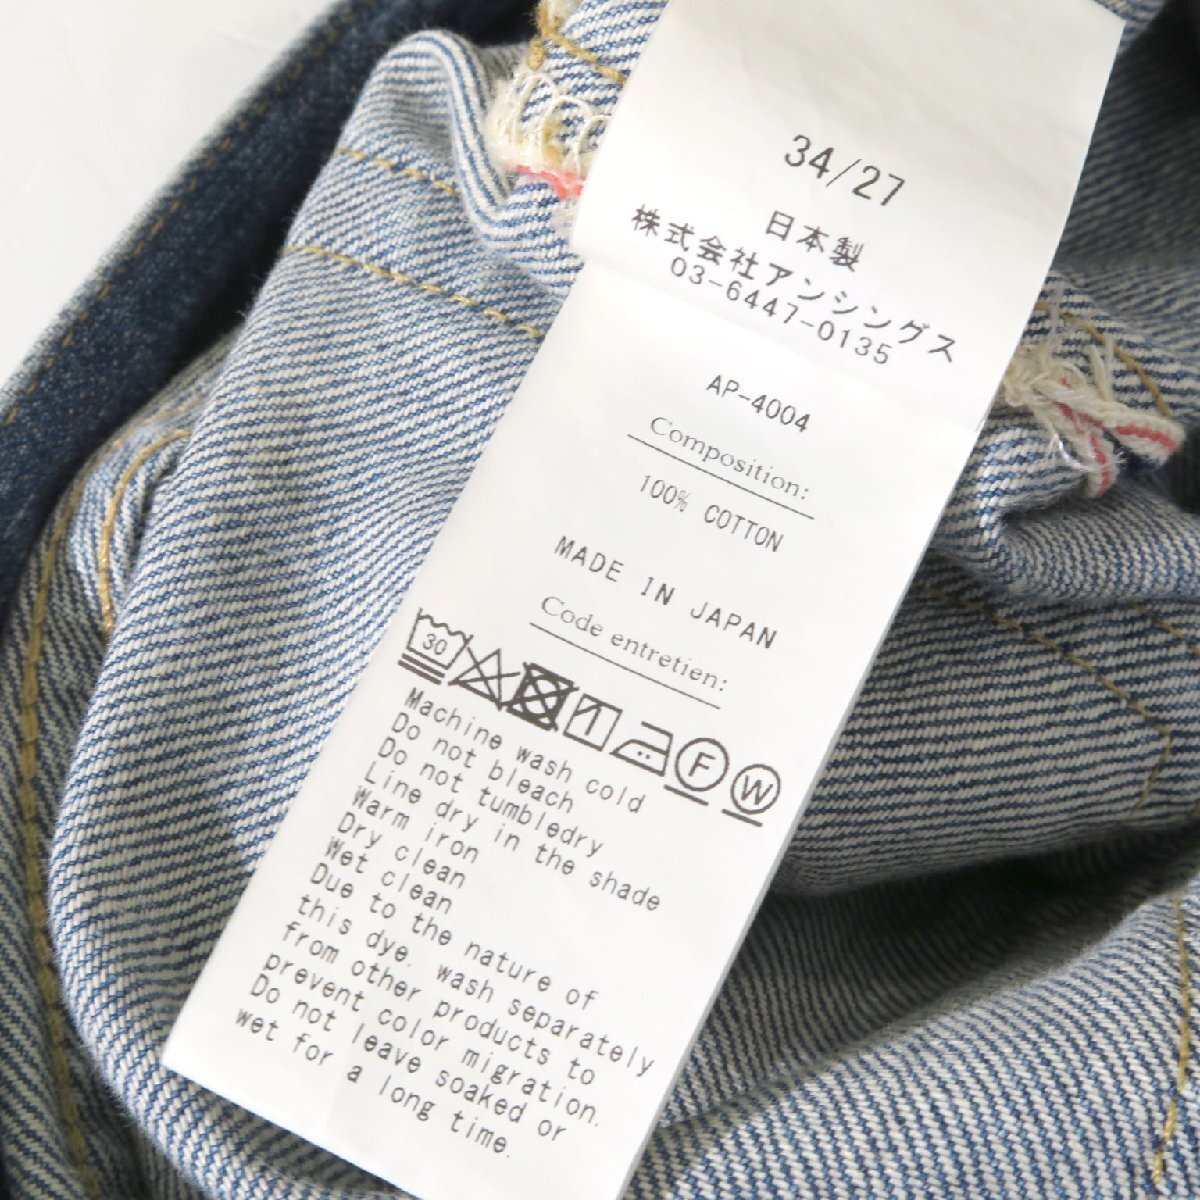 34/27
日本製
株式会社アンシングス
03-6447-0135
AP-4004
Composition:
100% COTTON
MADE IN JAPAN
Code entretien:
30
F
W
Machine wash cold
Do not bleach
Do not tumbledry
Line dry in the shade
Warm iron
Dry clean
Wet clean
Due to the nature of
this dye. wash separately
from other products to
prevent color migration.
Do not leave soaked or
wet for a long time.